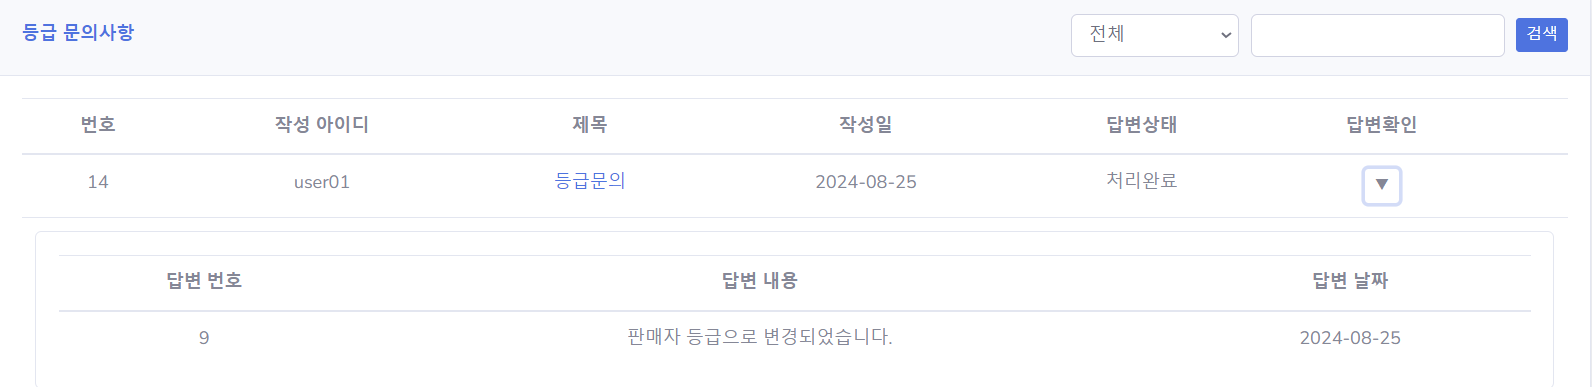 등급 문의사항 전체 검색
번호 작성 아이디 제목 작성일 답변상태 답변확인
14 user01 등급문의 2024-08-25 처리완료 ▼
답변 번호 답변 내용 답변 날짜
9 판매자 등급으로 변경되었습니다. 2024-08-25